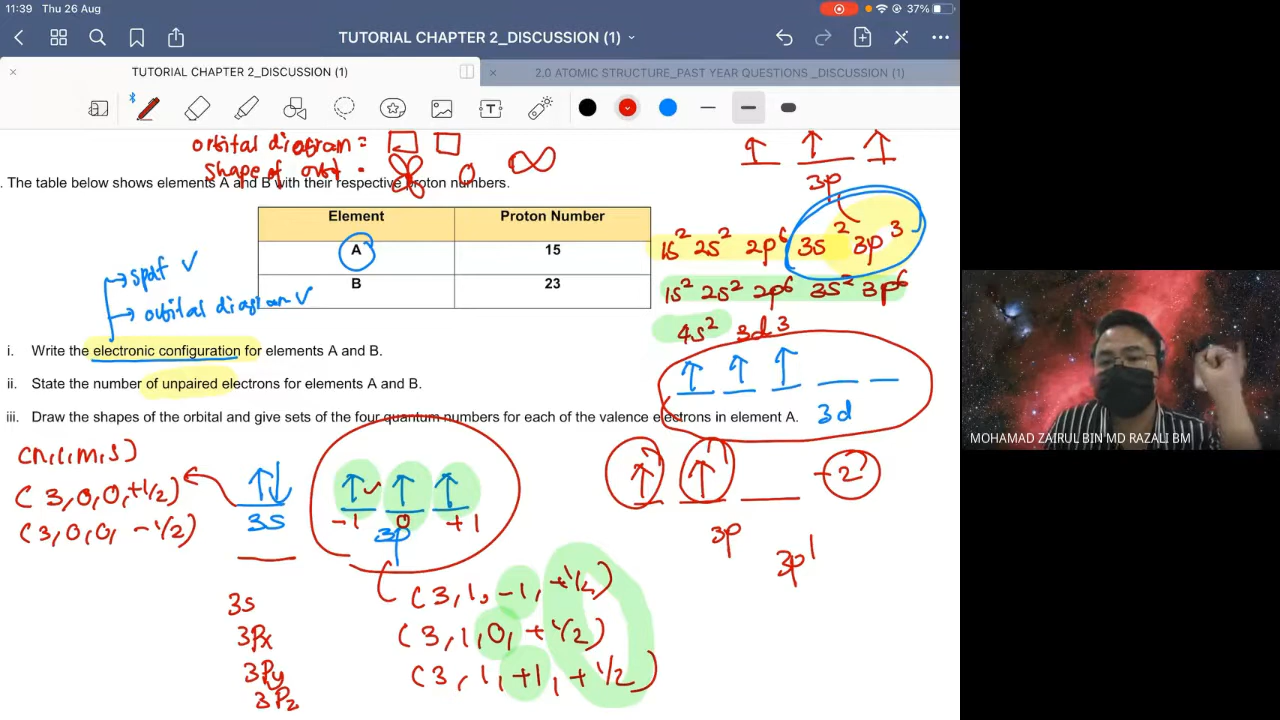 11:39 Thu 26 Aug
37%
TUTORIAL CHAPTER 2_DISCUSSION (1)
TUTORIAL CHAPTER 2_DISCUSSION (1)
2.0 ATOMIC STRUCTURE_PAST YEAR QUESTIONS _DISCUSSION (1)
orbital diagram =
shape of orbit
3p
. The table below shows elements A and B with their respective proton numbers.
Element Proton Number
A 15
B 23
1s² 2s² 2p⁶ 3s² 3p³
1s² 2s² 2p⁶ 3s² 3p⁶
4s² 3d³
→ spdf ✓
→ orbital diagram ✓
3d
i. Write the electronic configuration for elements A and B.
ii. State the number of unpaired electrons for elements A and B.
iii. Draw the shapes of the orbital and give sets of the four quantum numbers for each of the valence electrons in element A.
MOHAMAD ZAIRUL BIN MD RAZALI BM
(n,l,m,s)
(3,0,0,+1/2)
(3,0,0,-1/2)
3s
-1 0 +1
3p
-2
3p
3p¹
(3,1,-1,+1/2)
(3,1,0,+1/2)
(3,1,+1,+1/2)
3s
3Px
3Py
3Pz